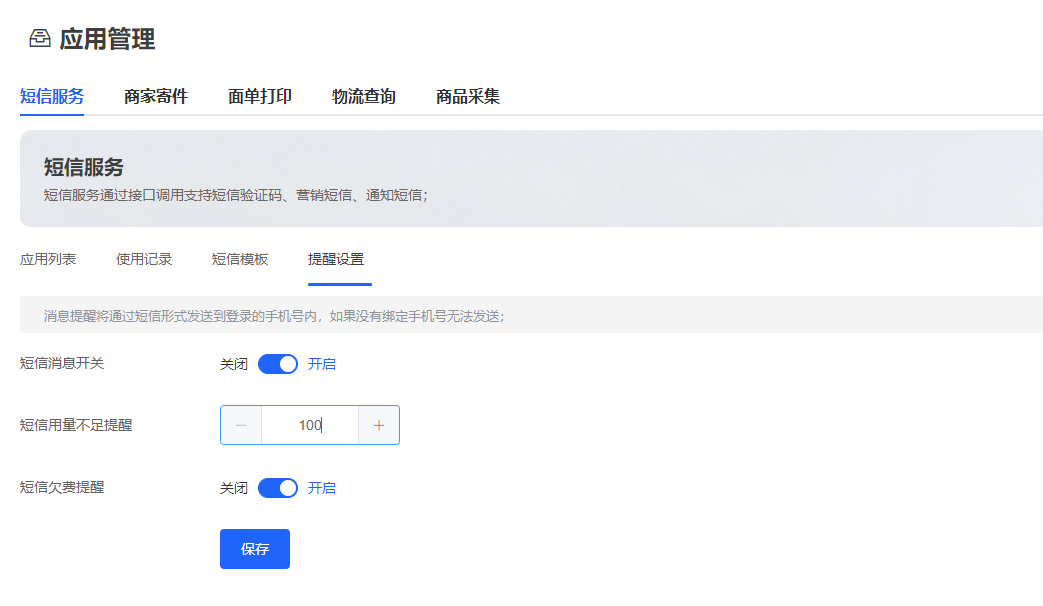 应用管理
短信服务 商家寄件 面单打印 物流查询 商品采集
短信服务
短信服务通过接口调用支持短信验证码、营销短信、通知短信；
应用列表 使用记录 短信模板 提醒设置
消息提醒将通过短信形式发送到登录的手机号内，如果没有绑定手机号无法发送；
短信消息开关 关闭 开启
短信用量不足提醒 − 100 +
短信欠费提醒 关闭 开启
保存